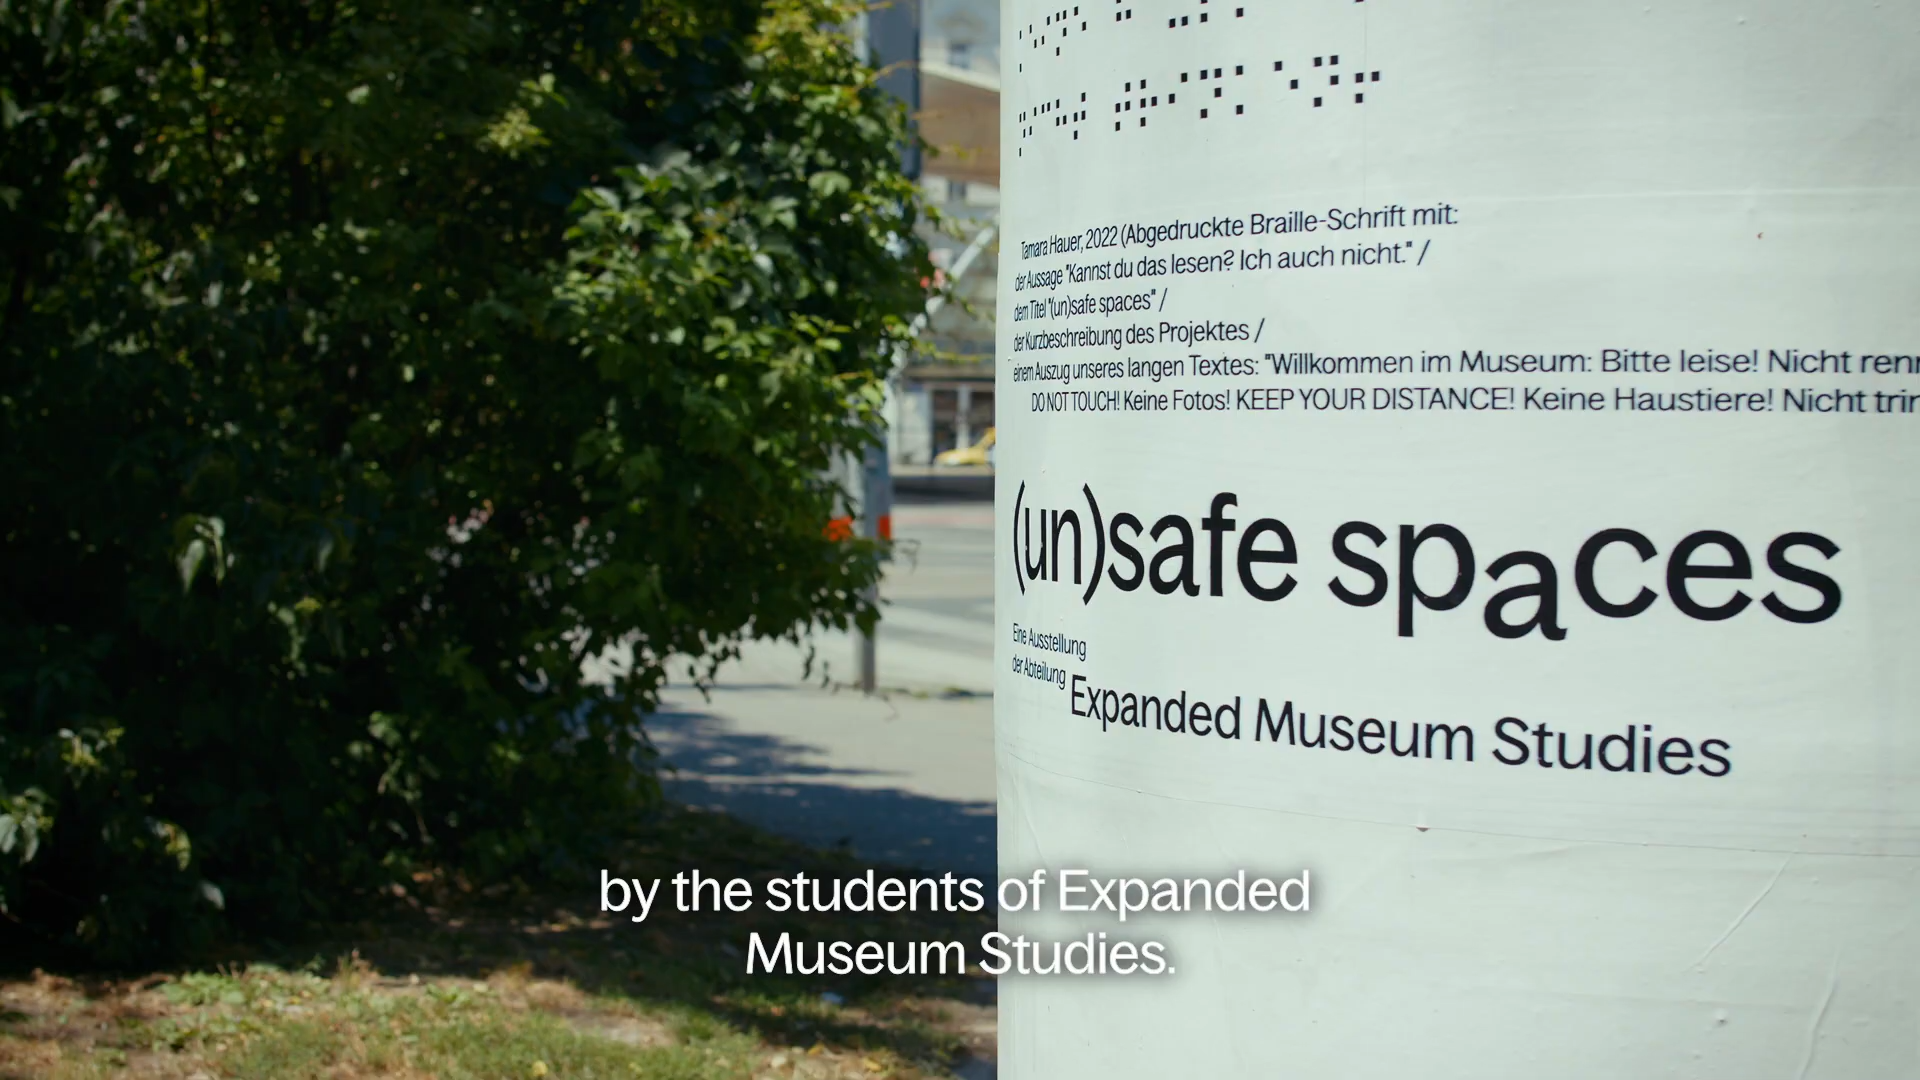 Tamara Hauer, 2022 (Abgedruckte Braille-Schrift mit:
der Aussage "Kannst du das lesen? Ich auch nicht." /
dem Titel "(un)safe spaces" /
der Kurzbeschreibung des Projektes /
einem Auszug unseres langen Textes: "Willkommen im Museum: Bitte leise! Nicht
DO NOT TOUCH! Keine Fotos! KEEP YOUR DISTANCE! Keine Haustiere! Nicht
(un)safe spaces
Eine Ausstellung
der Abteilung
Expanded Museum Studies
by the students of Expanded
Museum Studies.